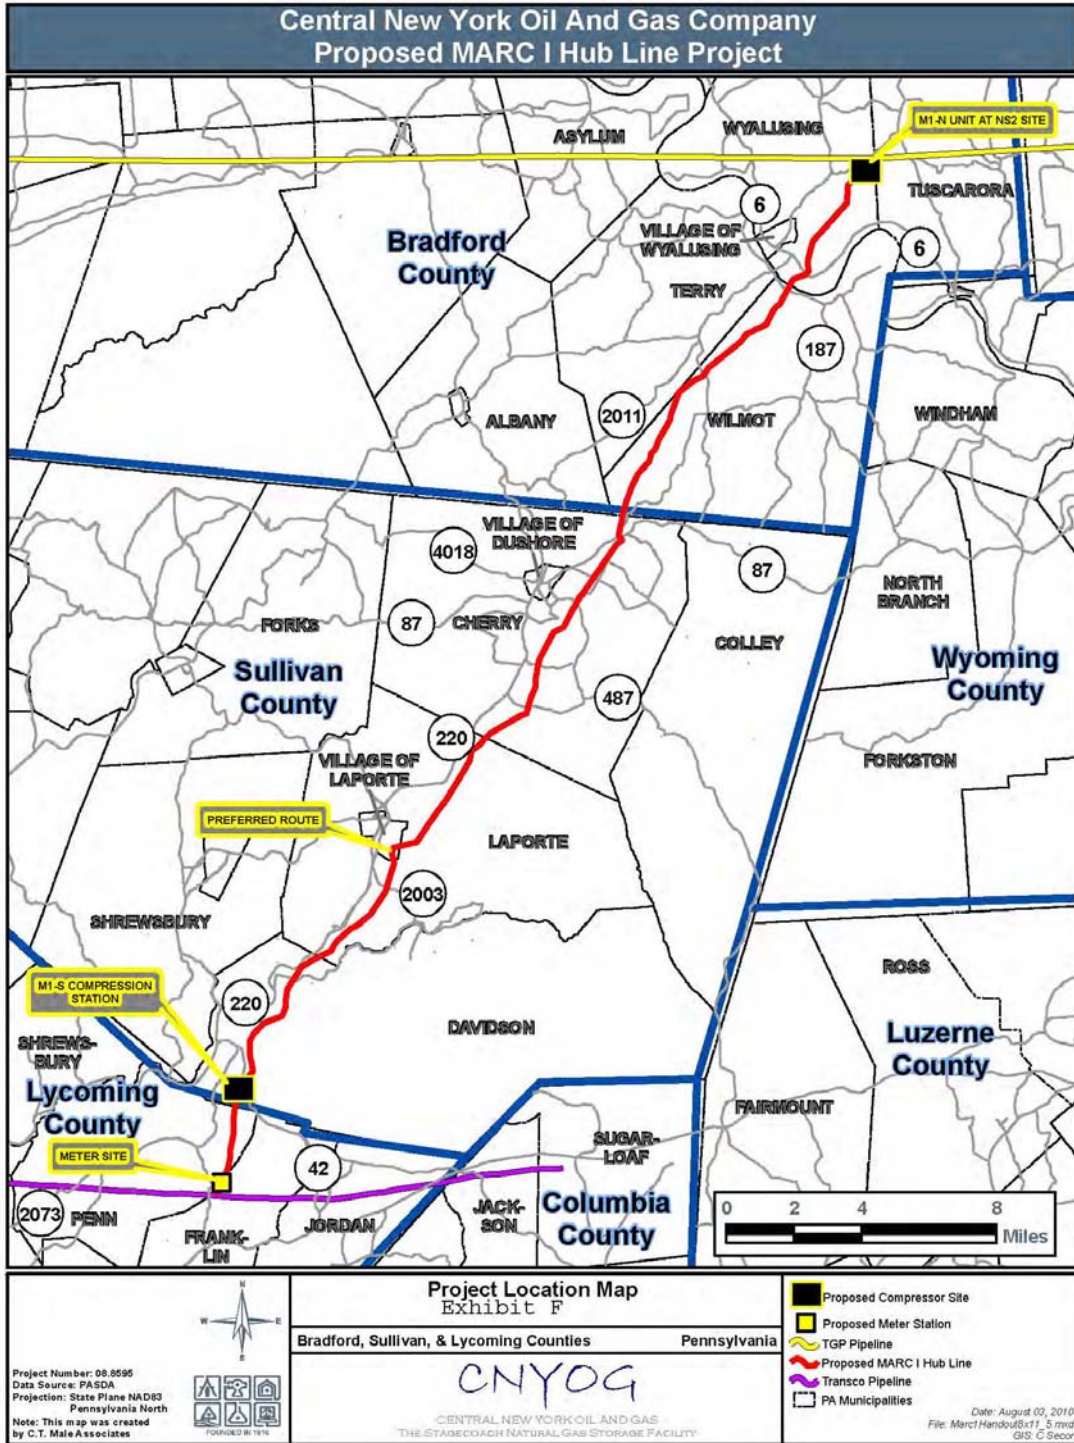 Central New York Oil And Gas Company
Proposed MARC I Hub Line Project
M1-N UNIT AT NS2 SITE
WYALUSING
ASYLUM
TUSCARORA
6
VILLAGE OF
WYALUSING
6
Bradford
County
TERRY
187
2011
ALBANY
WILMOT
WINDHAM
VILLAGE OF
DUSHORE
4018
87
NORTH
BRANCH
87
CHERRY
FORKS
COLLEY
Sullivan
County
Wyoming
County
487
220
VILLAGE OF
LAPORTE
FORKSTON
PREFERRED ROUTE
LAPORTE
2003
SHREWSBURY
ROSS
M1-S COMPRESSION
STATION
220
DAVIDSON
SHREWS-
BURY
Luzerne
County
Lycoming
County
FAIRMOUNT
METER SITE
42
SUGAR-
LOAF
Columbia
County
2073
PENN
FRANK-
LIN
JORDAN
JACK-
SON
0 2 4 8
Miles
N
W E
S
Project Number: 08.8595
Data Source: PASDA
Projection: State Plane NAD83
Pennsylvania North
Note: This map was created
by C.T. Male Associates
FOUNDED IN 1910
Project Location Map
Exhibit F
Bradford, Sullivan, & Lycoming Counties Pennsylvania
CNYOG
CENTRAL NEW YORK OIL AND GAS
THE STAGECOACH NATURAL GAS STORAGE FACILITY
Proposed Compressor Site
Proposed Meter Station
TGP Pipeline
Proposed MARC I Hub Line
Transco Pipeline
PA Municipalities
Date: August 03, 2010
File: Marc1Handout8x11_5.mxd
GIS: C Secor